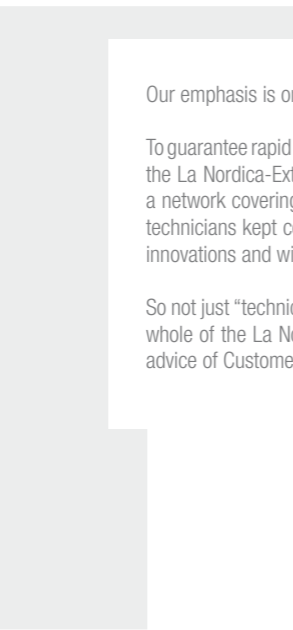 Our emphasis is
To guarantee rapid
the La Nordica-Ext
a network covering
technicians kept
innovations and
So not just “technic
whole of the La
advice of Custome